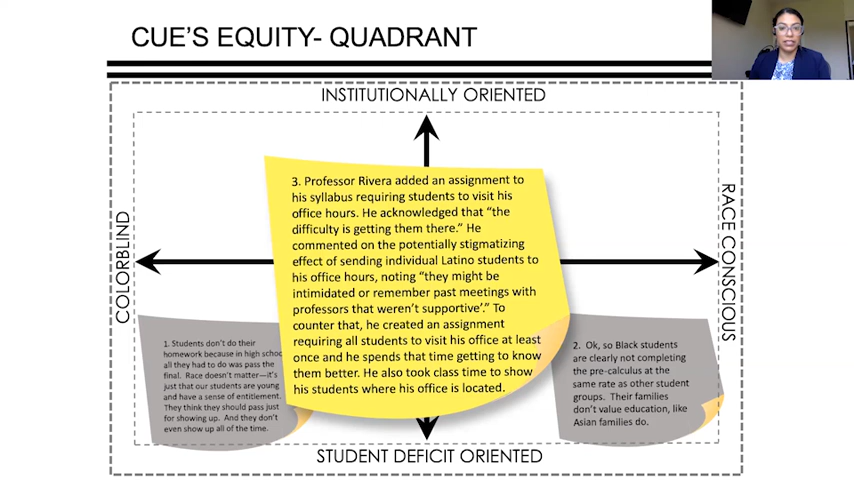 CUE'S EQUITY- QUADRANT
INSTITUTIONALLY ORIENTED
COLORBLIND
RACE CONSCIOUS
3. Professor Rivera added an assignment to
his syllabus requiring students to visit his
office hours. He acknowledged that “the
difficulty is getting them there.” He
commented on the potentially stigmatizing
effect of sending individual Latino students to
his office hours, noting “they might be
intimidated or remember past meetings with
professors that weren’t supportive’.” To
counter that, he created an assignment
requiring all students to visit his office at least
once and he spends that time getting to know
them better. He also took class time to show
his students where his office is located.
1. Students don’t do their
homework because in high schoo
all they had to do was pass the
final. Race doesn’t matter—it’s
just that our students are young
and have a sense of entitlement.
They think they should pass just
for showing up. And they don’t
even show up all of the time.
2. Ok, so Black students
are clearly not completing
the pre-calculus at the
same rate as other student
groups. Their families
don’t value education, like
Asian families do.
STUDENT DEFICIT ORIENTED